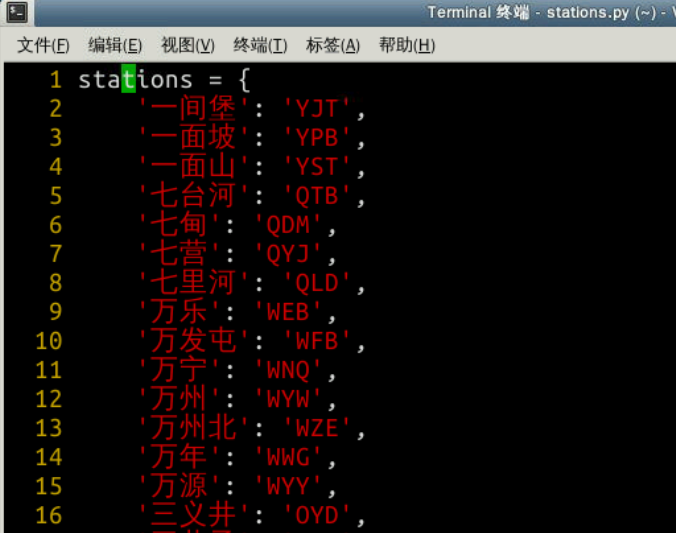 Terminal 终端 - stations.py (~) -
文件(F) 编辑(E) 视图(V) 终端(T) 标签(A) 帮助(H)
1 stations = {
2 '一间堡': 'YJT',
3 '一面坡': 'YPB',
4 '一面山': 'YST',
5 '七台河': 'QTB',
6 '七甸': 'QDM',
7 '七营': 'QYJ',
8 '七里河': 'QLD',
9 '万乐': 'WEB',
10 '万发屯': 'WFB',
11 '万宁': 'WNQ',
12 '万州': 'WYW',
13 '万州北': 'WZE',
14 '万年': 'WWG',
15 '万源': 'WYY',
16 '三义井': 'OYD',